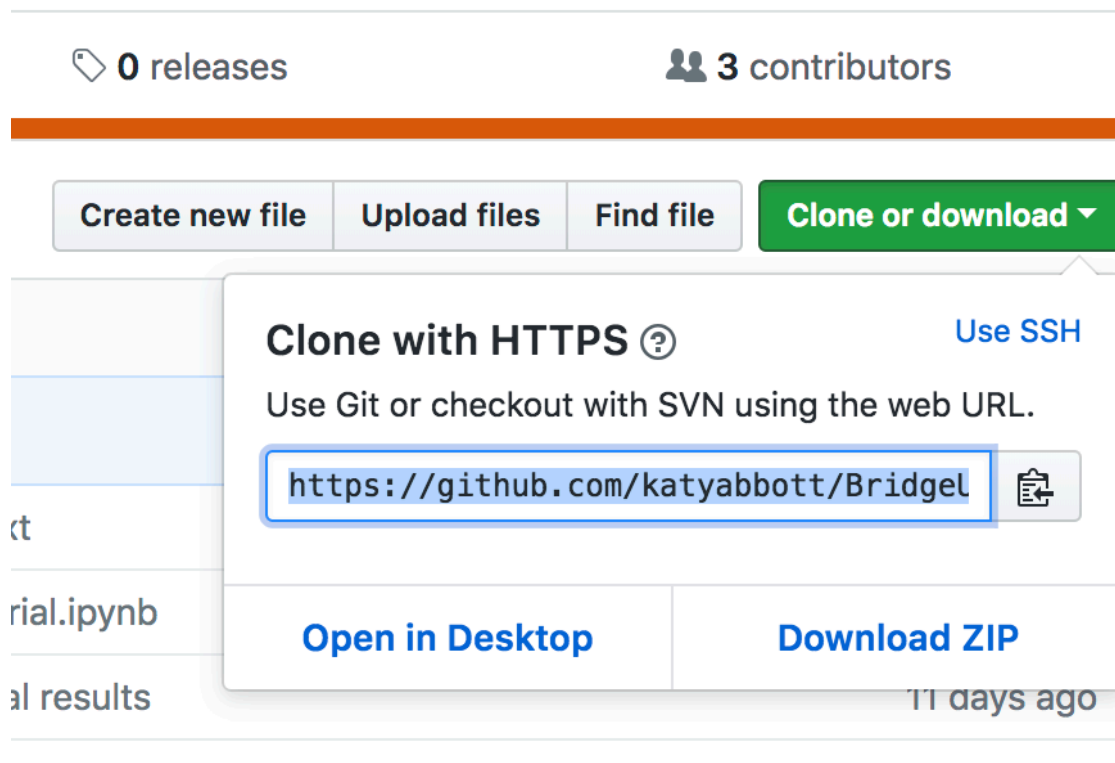 0 releases
3 contributors
Create new file
Upload files
Find file
Clone or download
Clone with HTTPS ?
Use SSH
Use Git or checkout with SVN using the web URL.
https://github.com/katyabbott/BridgeU
xt
rial.ipynb
Open in Desktop
Download ZIP
al results
11 days ago